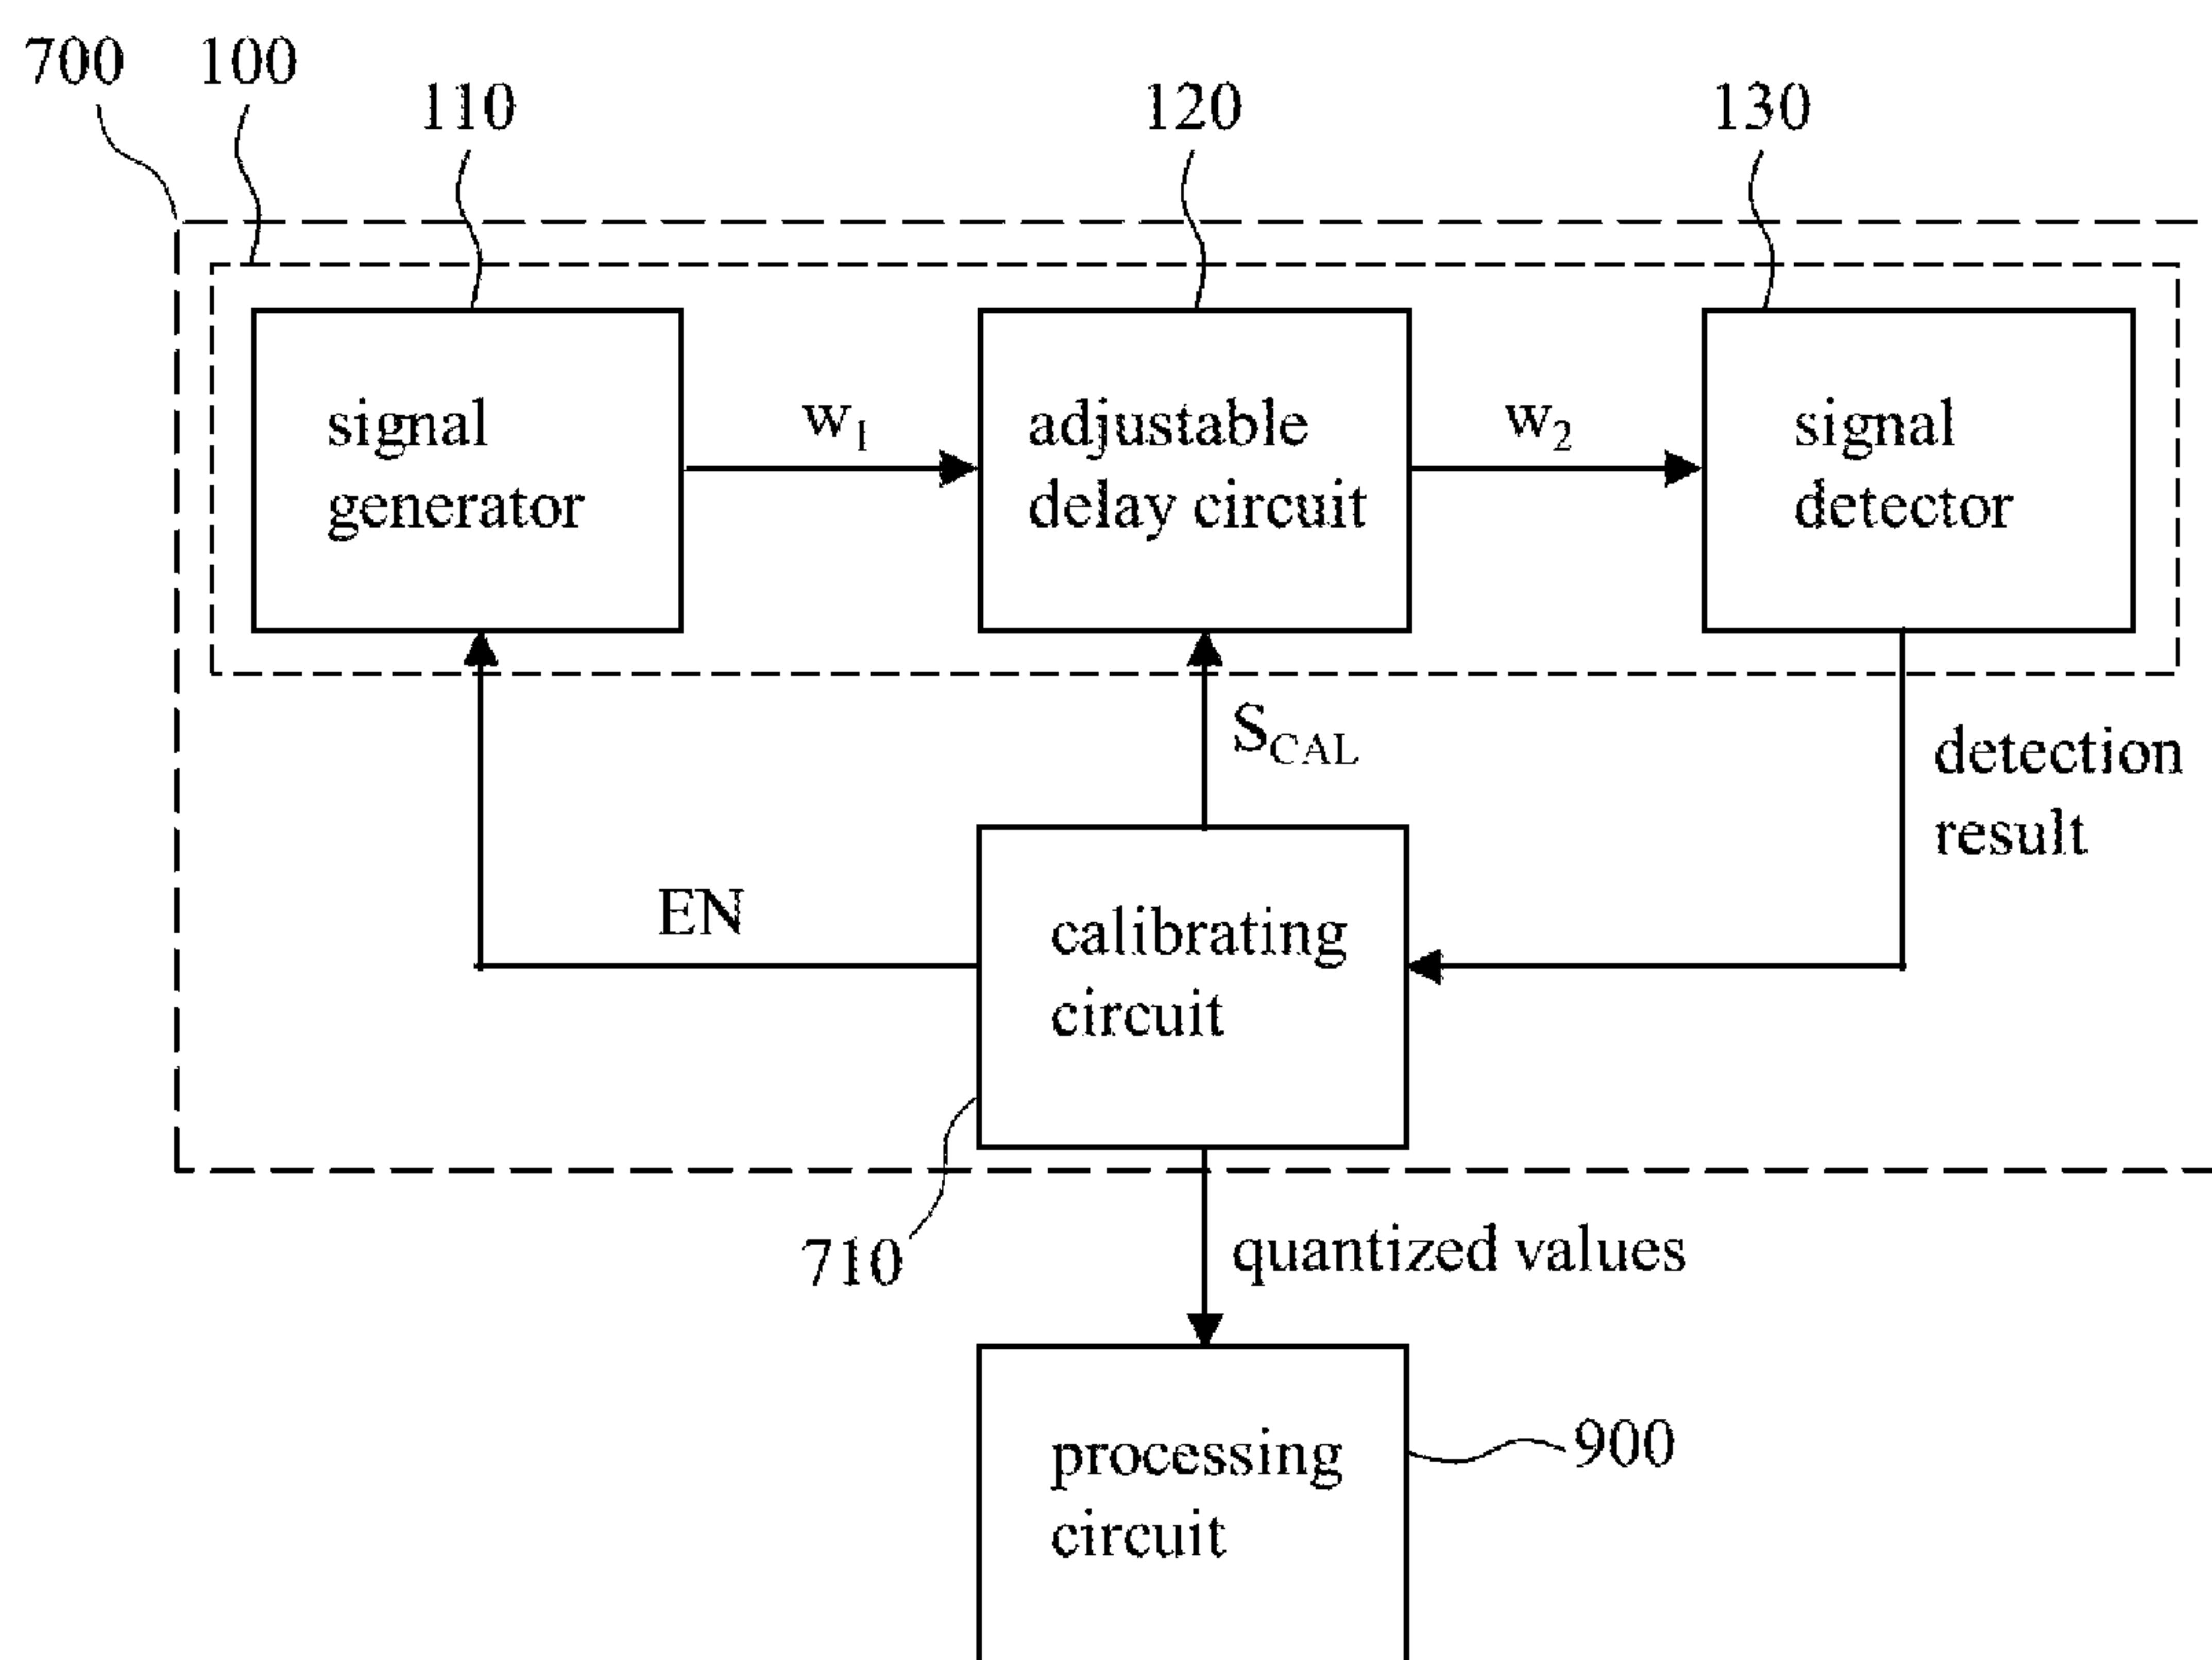 700
100
110
120
130
signal
generator
w1
adjustable
delay circuit
w2
signal
detector
SCAL
detection
result
EN
calibrating
circuit
710
quantized values
processing
circuit
900